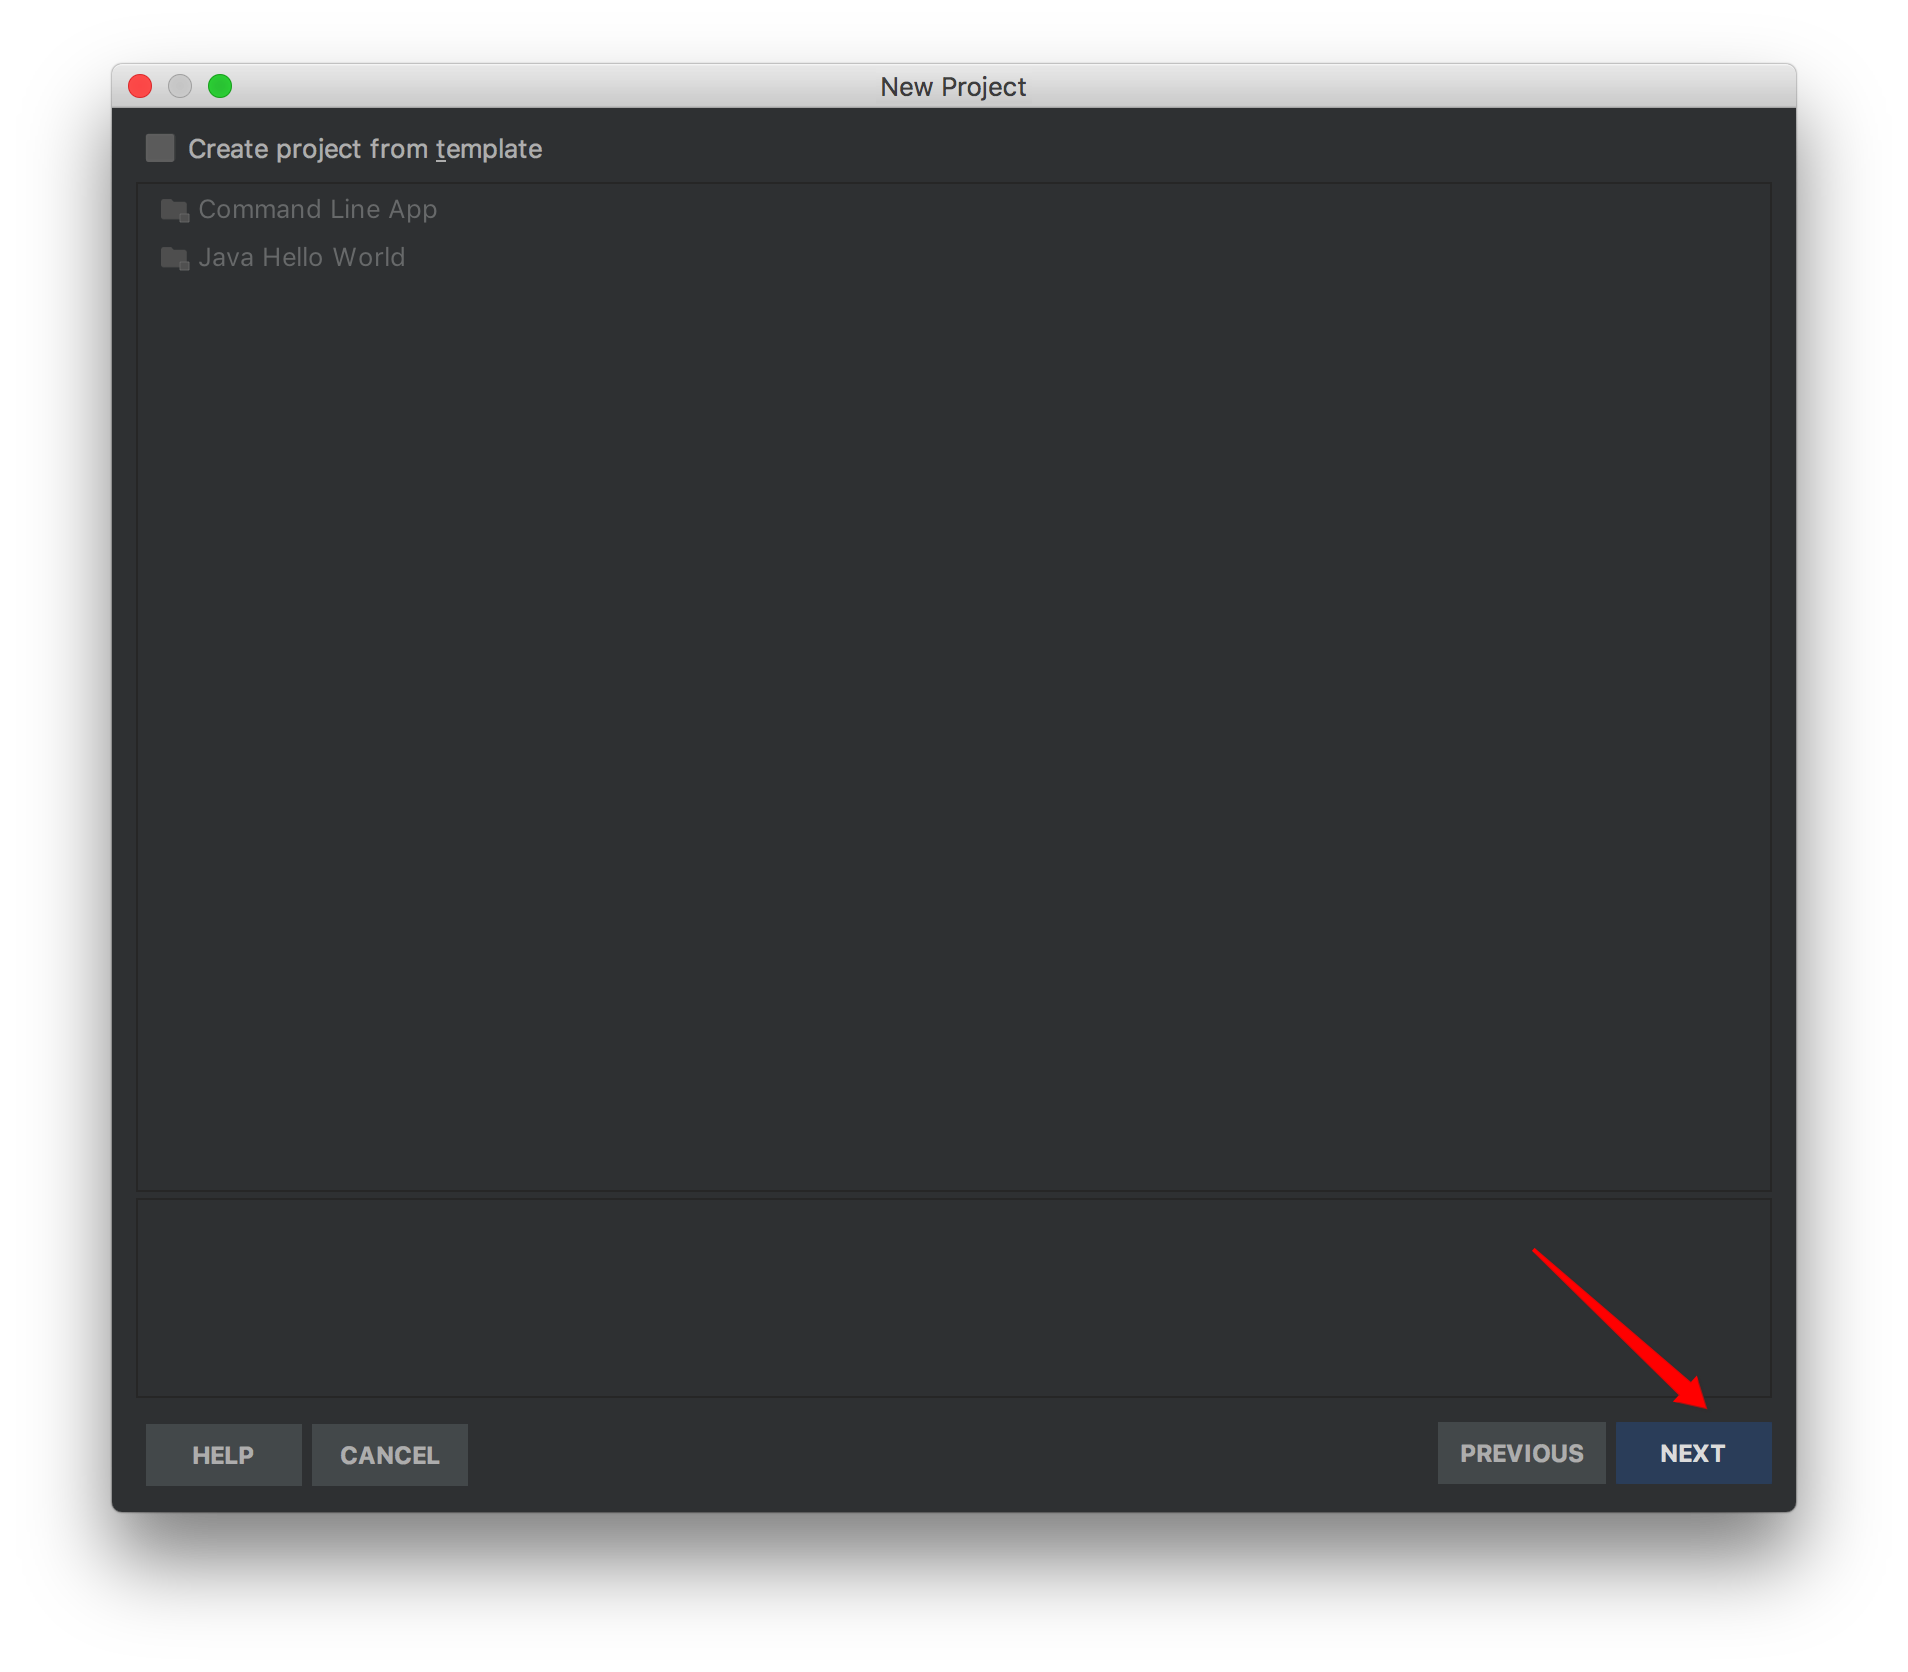 New Project
Create project from template
Command Line App
Java Hello World
HELP CANCEL PREVIOUS NEXT